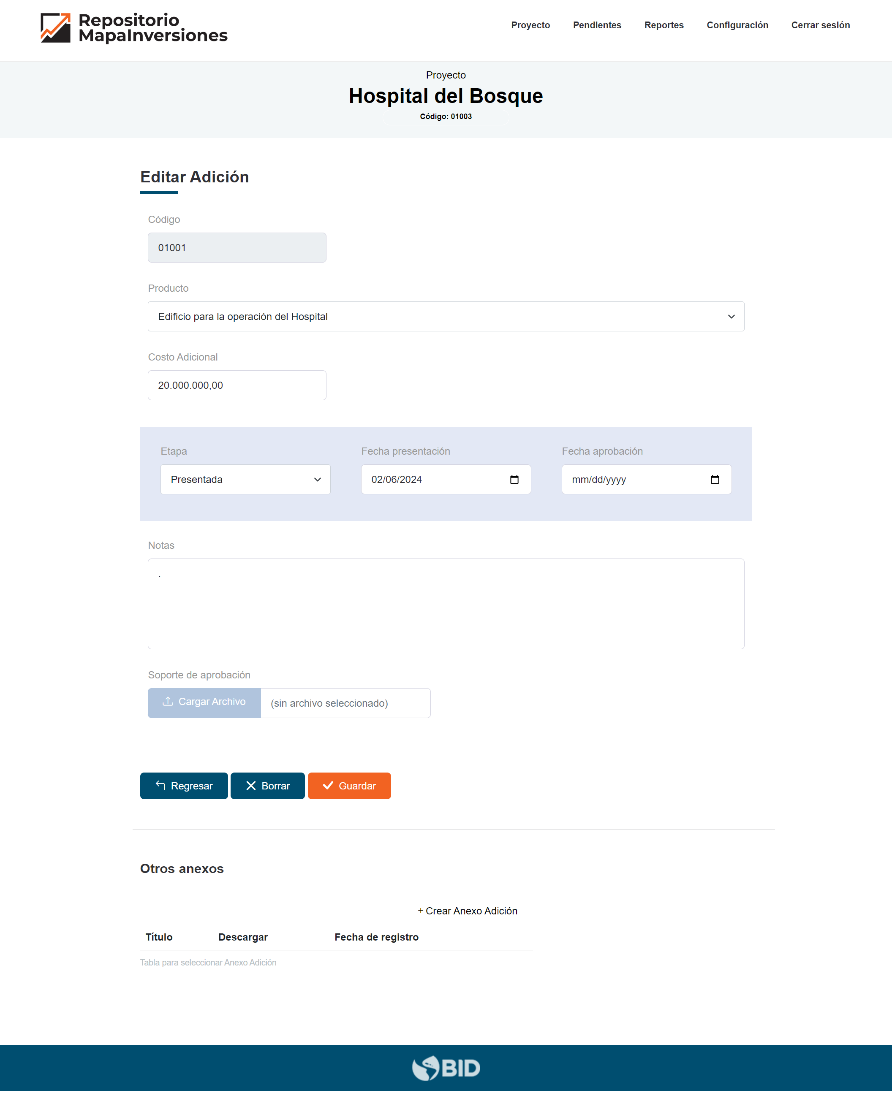 Repositorio
MapaInversiones
Proyecto Pendientes Reportes Configuración Cerrar sesión
Proyecto
Hospital del Bosque
Código: 01003
Editar Adición
Código
01001
Producto
Edificio para la operación del Hospital
Costo Adicional
20.000.000,00
Etapa Fecha presentación Fecha aprobación
Presentada 02/06/2024 mm/dd/yyyy
Notas
.
Soporte de aprobación
Cargar Archivo (sin archivo seleccionado)
Regresar Borrar Guardar
Otros anexos
+ Crear Anexo Adición
Título Descargar Fecha de registro
Tabla para seleccionar Anexo Adición
BID